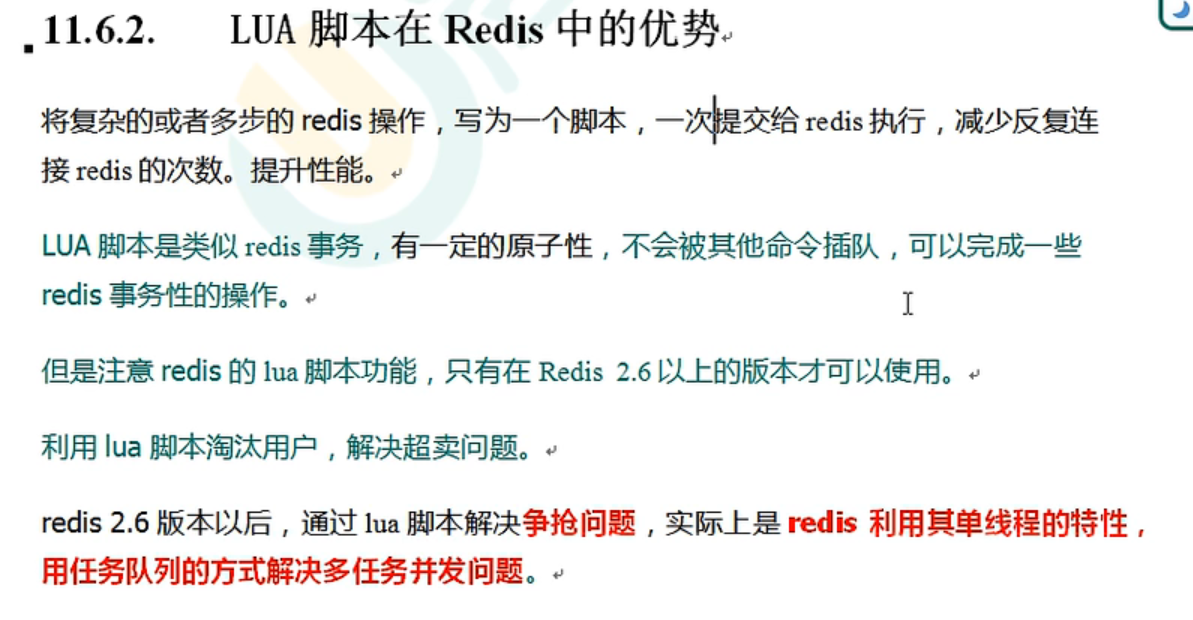 11.6.2. LUA 脚本在 Redis 中的优势
将复杂的或者多步的 redis 操作，写为一个脚本，一次提交给 redis 执行，减少反复连
接 redis 的次数。提升性能。
LUA 脚本是类似 redis 事务，有一定的原子性，不会被其他命令插队，可以完成一些
redis 事务性的操作。
但是注意 redis 的 lua 脚本功能，只有在 Redis 2.6 以上的版本才可以使用。
利用 lua 脚本淘汰用户，解决超卖问题。
redis 2.6 版本以后，通过 lua 脚本解决争抢问题，实际上是 redis 利用其单线程的特性，
用任务队列的方式解决多任务并发问题。